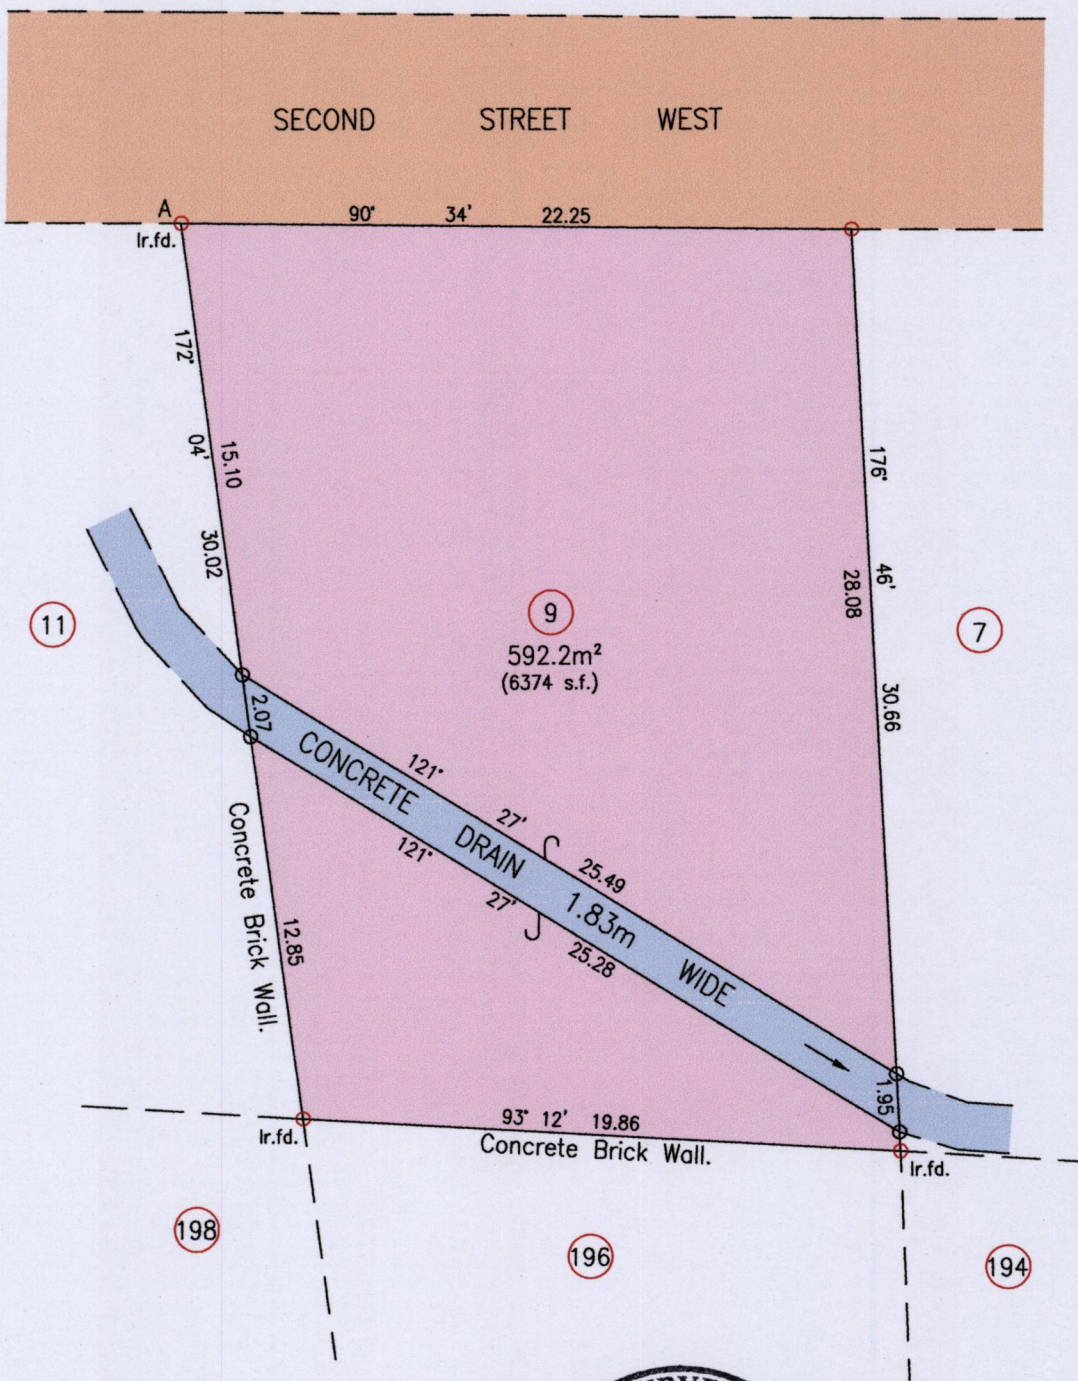 SECOND STREET WEST
A
90° 34' 22.25
Ir.fd.
172° 04' 30.02
15.10
176° 46' 30.66
28.08
11
9
592.2m²
(6374 s.f.)
7
2.07
121° 27' 25.49
CONCRETE DRAIN 1.83m WIDE
121° 27' 25.28
Concrete Brick Wall.
12.85
1.95
93° 12' 19.86
Concrete Brick Wall.
Ir.fd.
Ir.fd.
198
196
194